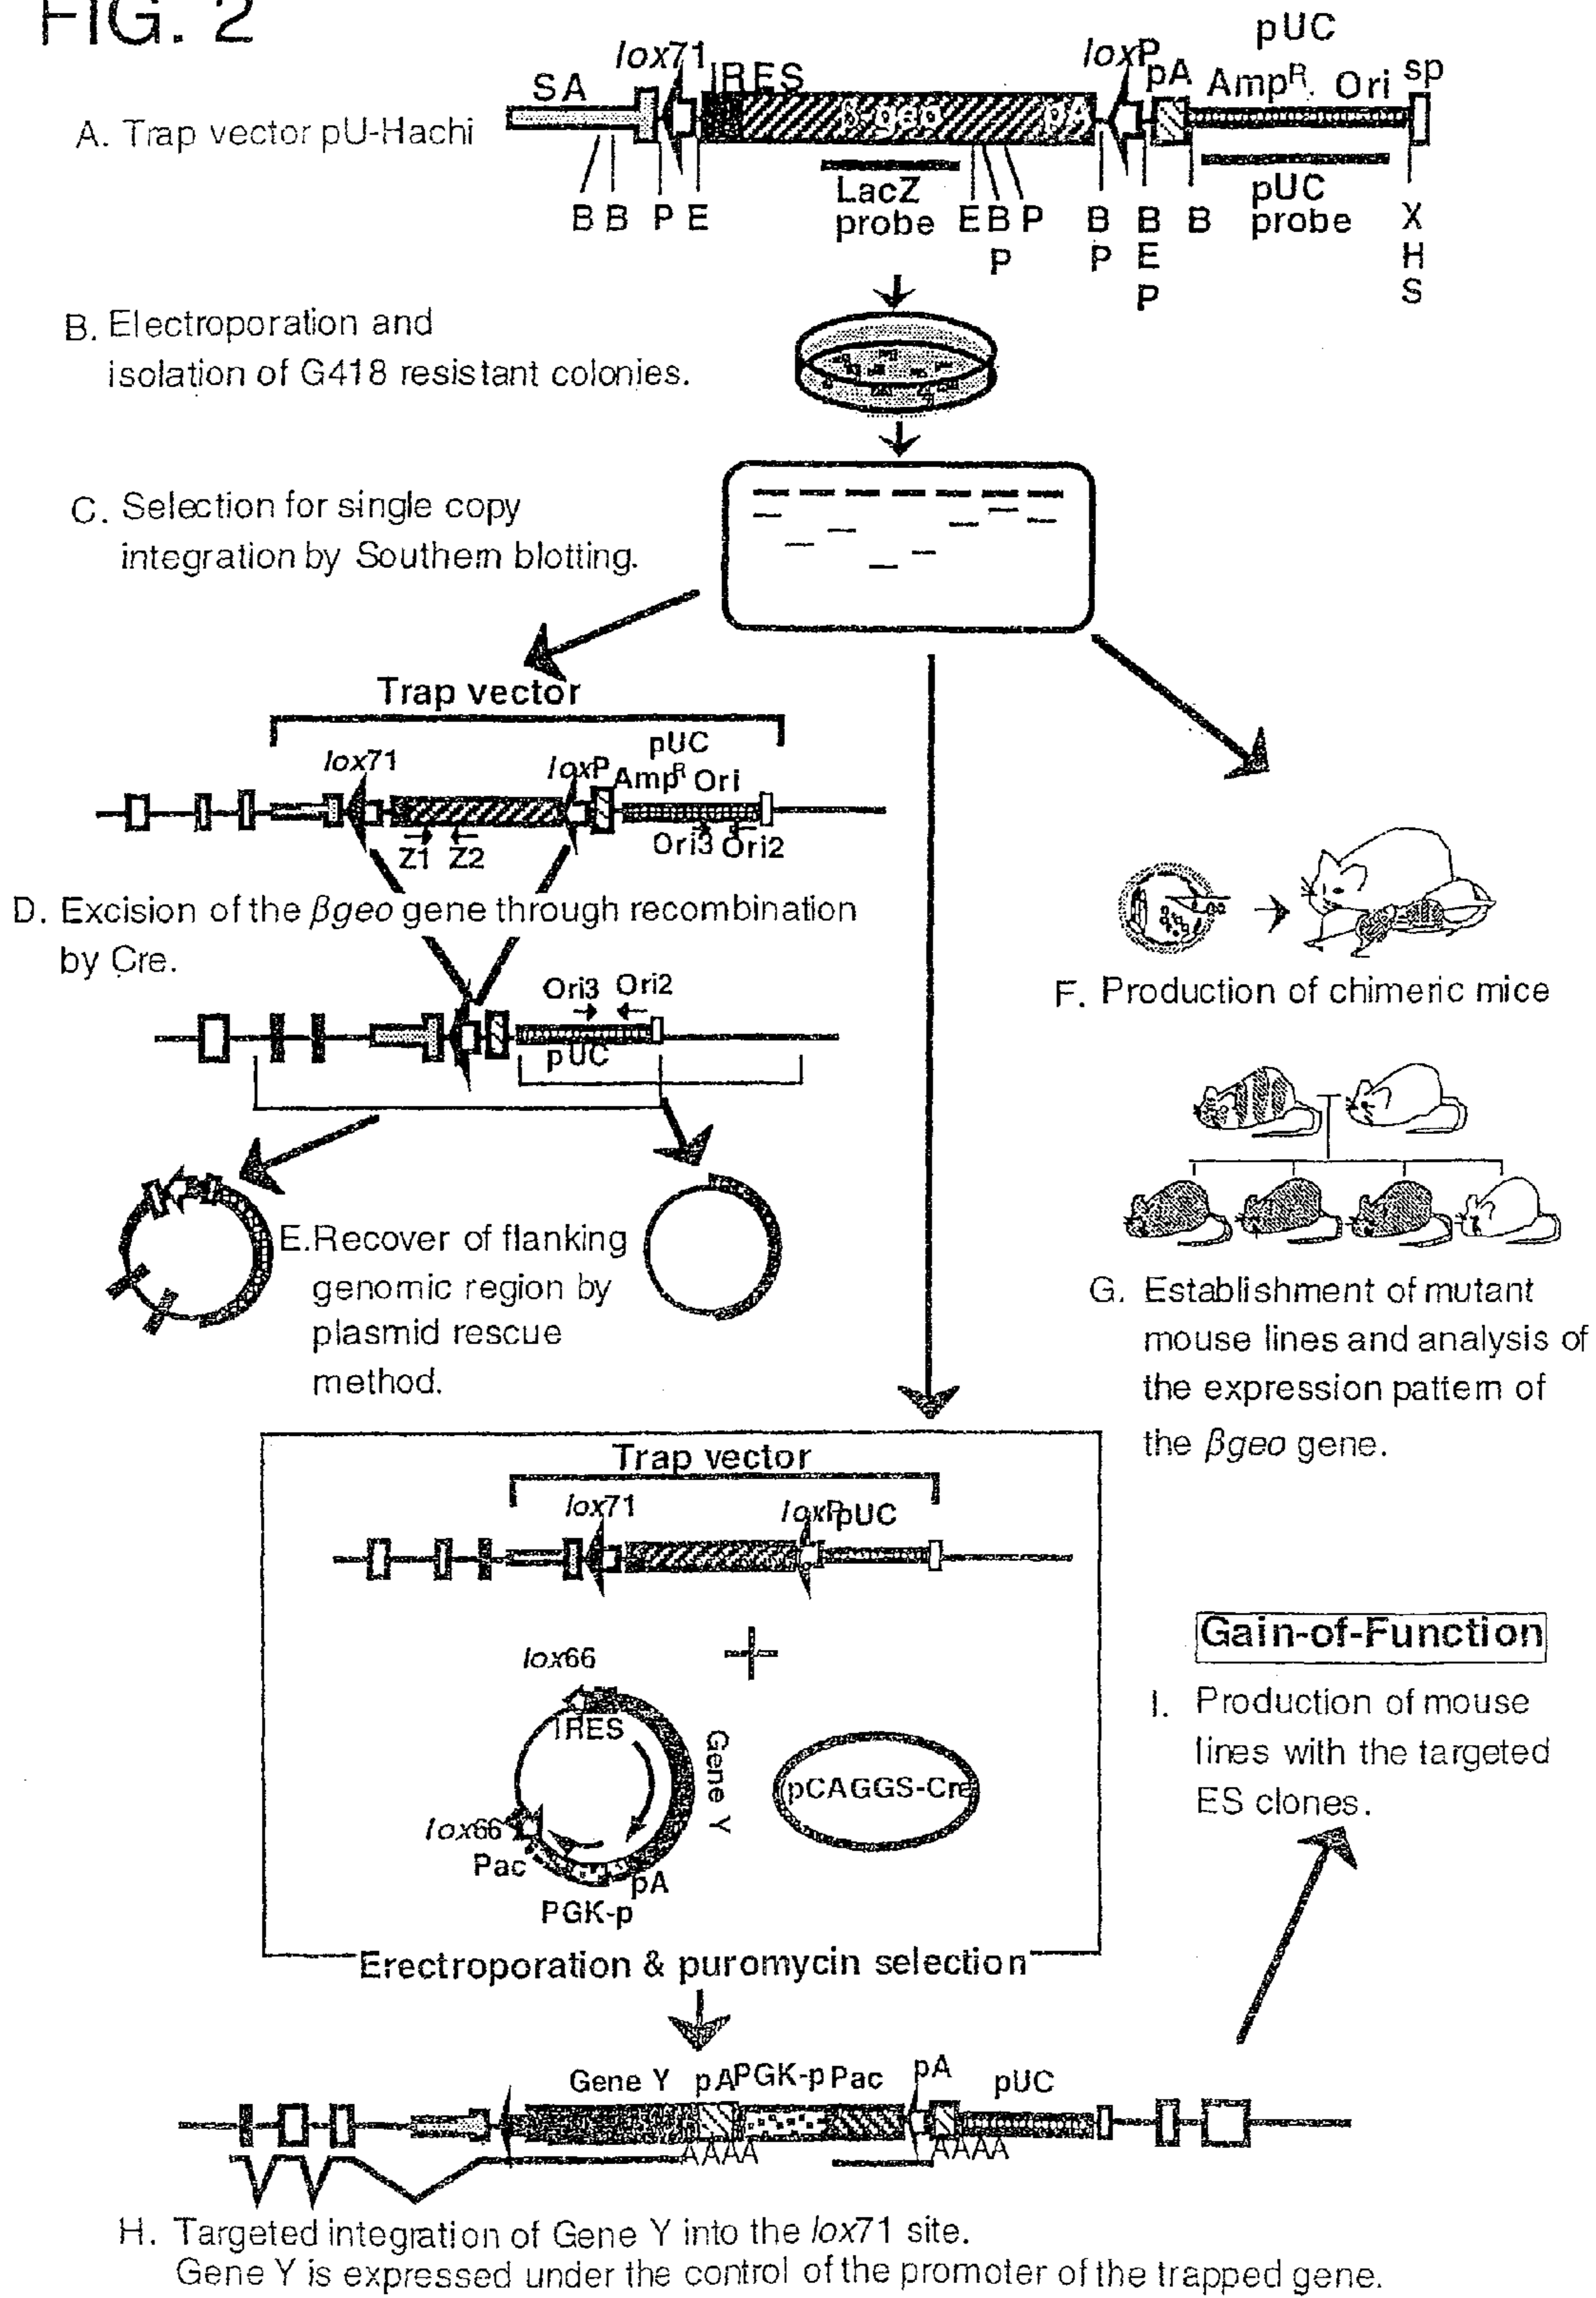 FIG. 2
pUC
lox71 IRES loxP pA AmpR. Ori sp
SA
β-geo pA
A. Trap vector pU-Hachi
LacZ
probe
pUC
probe
B B P E E B P B B B X
P P E H
P S
B. Electroporation and
isolation of G418 resistant colonies.
C. Selection for single copy
integration by Southern blotting.
Trap vector
pUC
lox71 loxP AmpR Ori
Z1 Z2 Ori3 Ori2
D. Excision of the βgeo gene through recombination
by Cre.
Ori3 Ori2
pUC
E.Recover of flanking
genomic region by
plasmid rescue
method.
F. Production of chimeric mice
G. Establishment of mutant
mouse lines and analysis of
the expression pattern of
the βgeo gene.
Trap vector
lox71 loxP pUC
+
lox66
IRES
Gene Y
pCAGGS-Cre
lox66
Pac
pA
PGK-p
Erectroporation & puromycin selection
Gain-of-Function
I. Production of mouse
lines with the targeted
ES clones.
Gene Y pA PGK-p Pac pA pUC
AAAA AAAA
H. Targeted integration of Gene Y into the lox71 site.
Gene Y is expressed under the control of the promoter of the trapped gene.